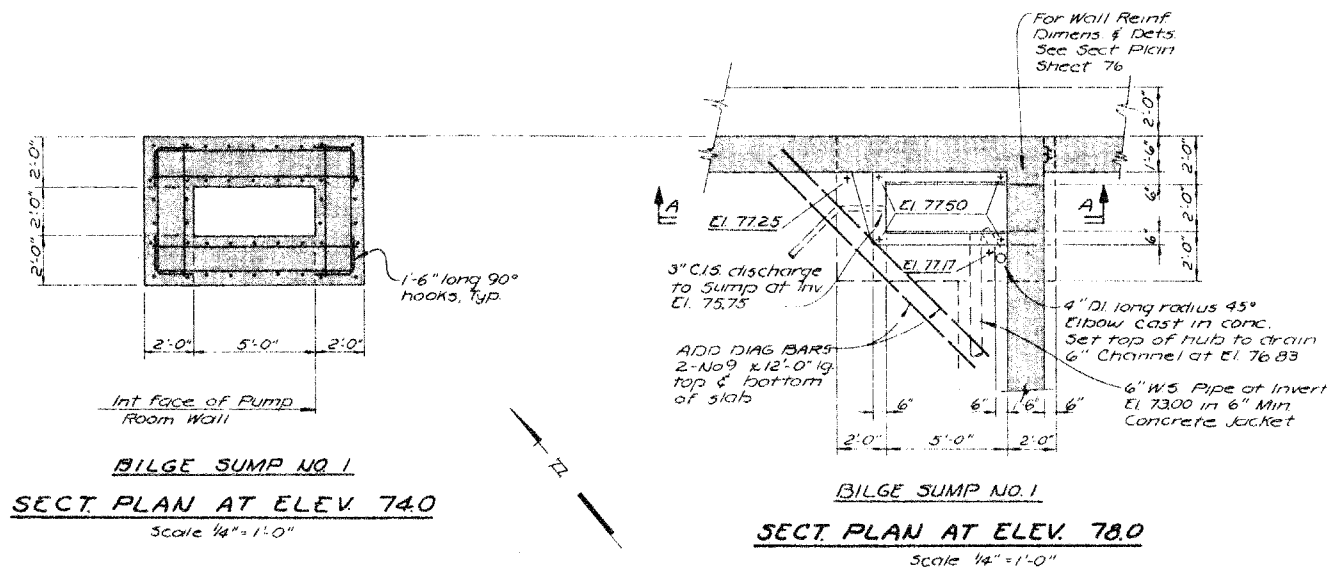 For Wall Reinf.
Dimens. & Dets.
See Sect Plan
Sheet 76
2'-0"
2'-0"
2'-0"
1'-6" long 90°
hooks, Typ.
2'-0"
5'-0"
2'-0"
Int Face of Pump
Room Wall
BILGE SUMP NO. 1
SECT. PLAN AT ELEV. 74.0
Scale 1/4" = 1'-0"
N
2'-0"
1'-6"
6"
6"
2'-0"
2'-0"
2'-0"
A
A
El. 77.25
El. 77.50
El. 77.17
3" C.I.S. discharge
to Sump at Inv.
El. 75.75
ADD DIAG BARS
2-No9 x 12'-0" lg.
top & bottom
of slab
4" D.I. long radius 45°
Elbow cast in conc.
Set top of hub to drain
6" Channel at El. 76.83
6" W.S. Pipe at Invert
El. 73.00 in 6" Min.
Concrete Jacket
6"
6"
1'-6"
6"
2'-0"
5'-0"
2'-0"
BILGE SUMP NO. 1
SECT. PLAN AT ELEV. 78.0
Scale 1/4" = 1'-0"